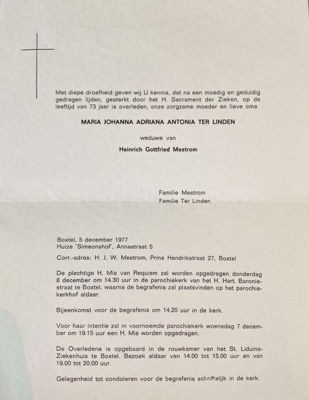 Met diepe droefheid geven wij U kennis, dat na een moedig en geduldig
gedragen lijden, gesterkt door het H. Sacrament der Zieken, op de
leeftijd van 73 jaar is overleden, onze zorgzame moeder en lieve oma
MARIA JOHANNA ADRIANA ANTONIA TER LINDEN
weduwe van
Heinrich Gottfried Mestrom
Familie Mestrom
Familie Ter Linden
Boxtel, 5 december 1977
Huize 'Simeonshof', Annastraat 5
Corr.-adres: H. J. W. Mestrom, Prins Hendrikstraat 27, Boxtel
De plechtige H. Mis van Requiem zal worden opgedragen donderdag
8 december om 14.30 uur in de parochiekerk van het H. Hart, Baronie-
straat te Boxtel, waarna de begrafenis zal plaatsvinden op het parochie-
kerkhof aldaar.
Bijeenkomst voor de begrafenis om 14.20 uur in de kerk.
Voor haar intentie zal in voornoemde parochiekerk woensdag 7 decem-
ber om 19.15 uur een H. Mis worden opgedragen.
De Overledene is opgebaard in de rouwkamer van het St. Liduina-
Ziekenhuis te Boxtel. Bezoek aldaar van 14.00 tot 15.00 uur en van
19.00 tot 20.00 uur.
Gelegenheid tot condoleren voor de begrafenis schriftelijk in de kerk.